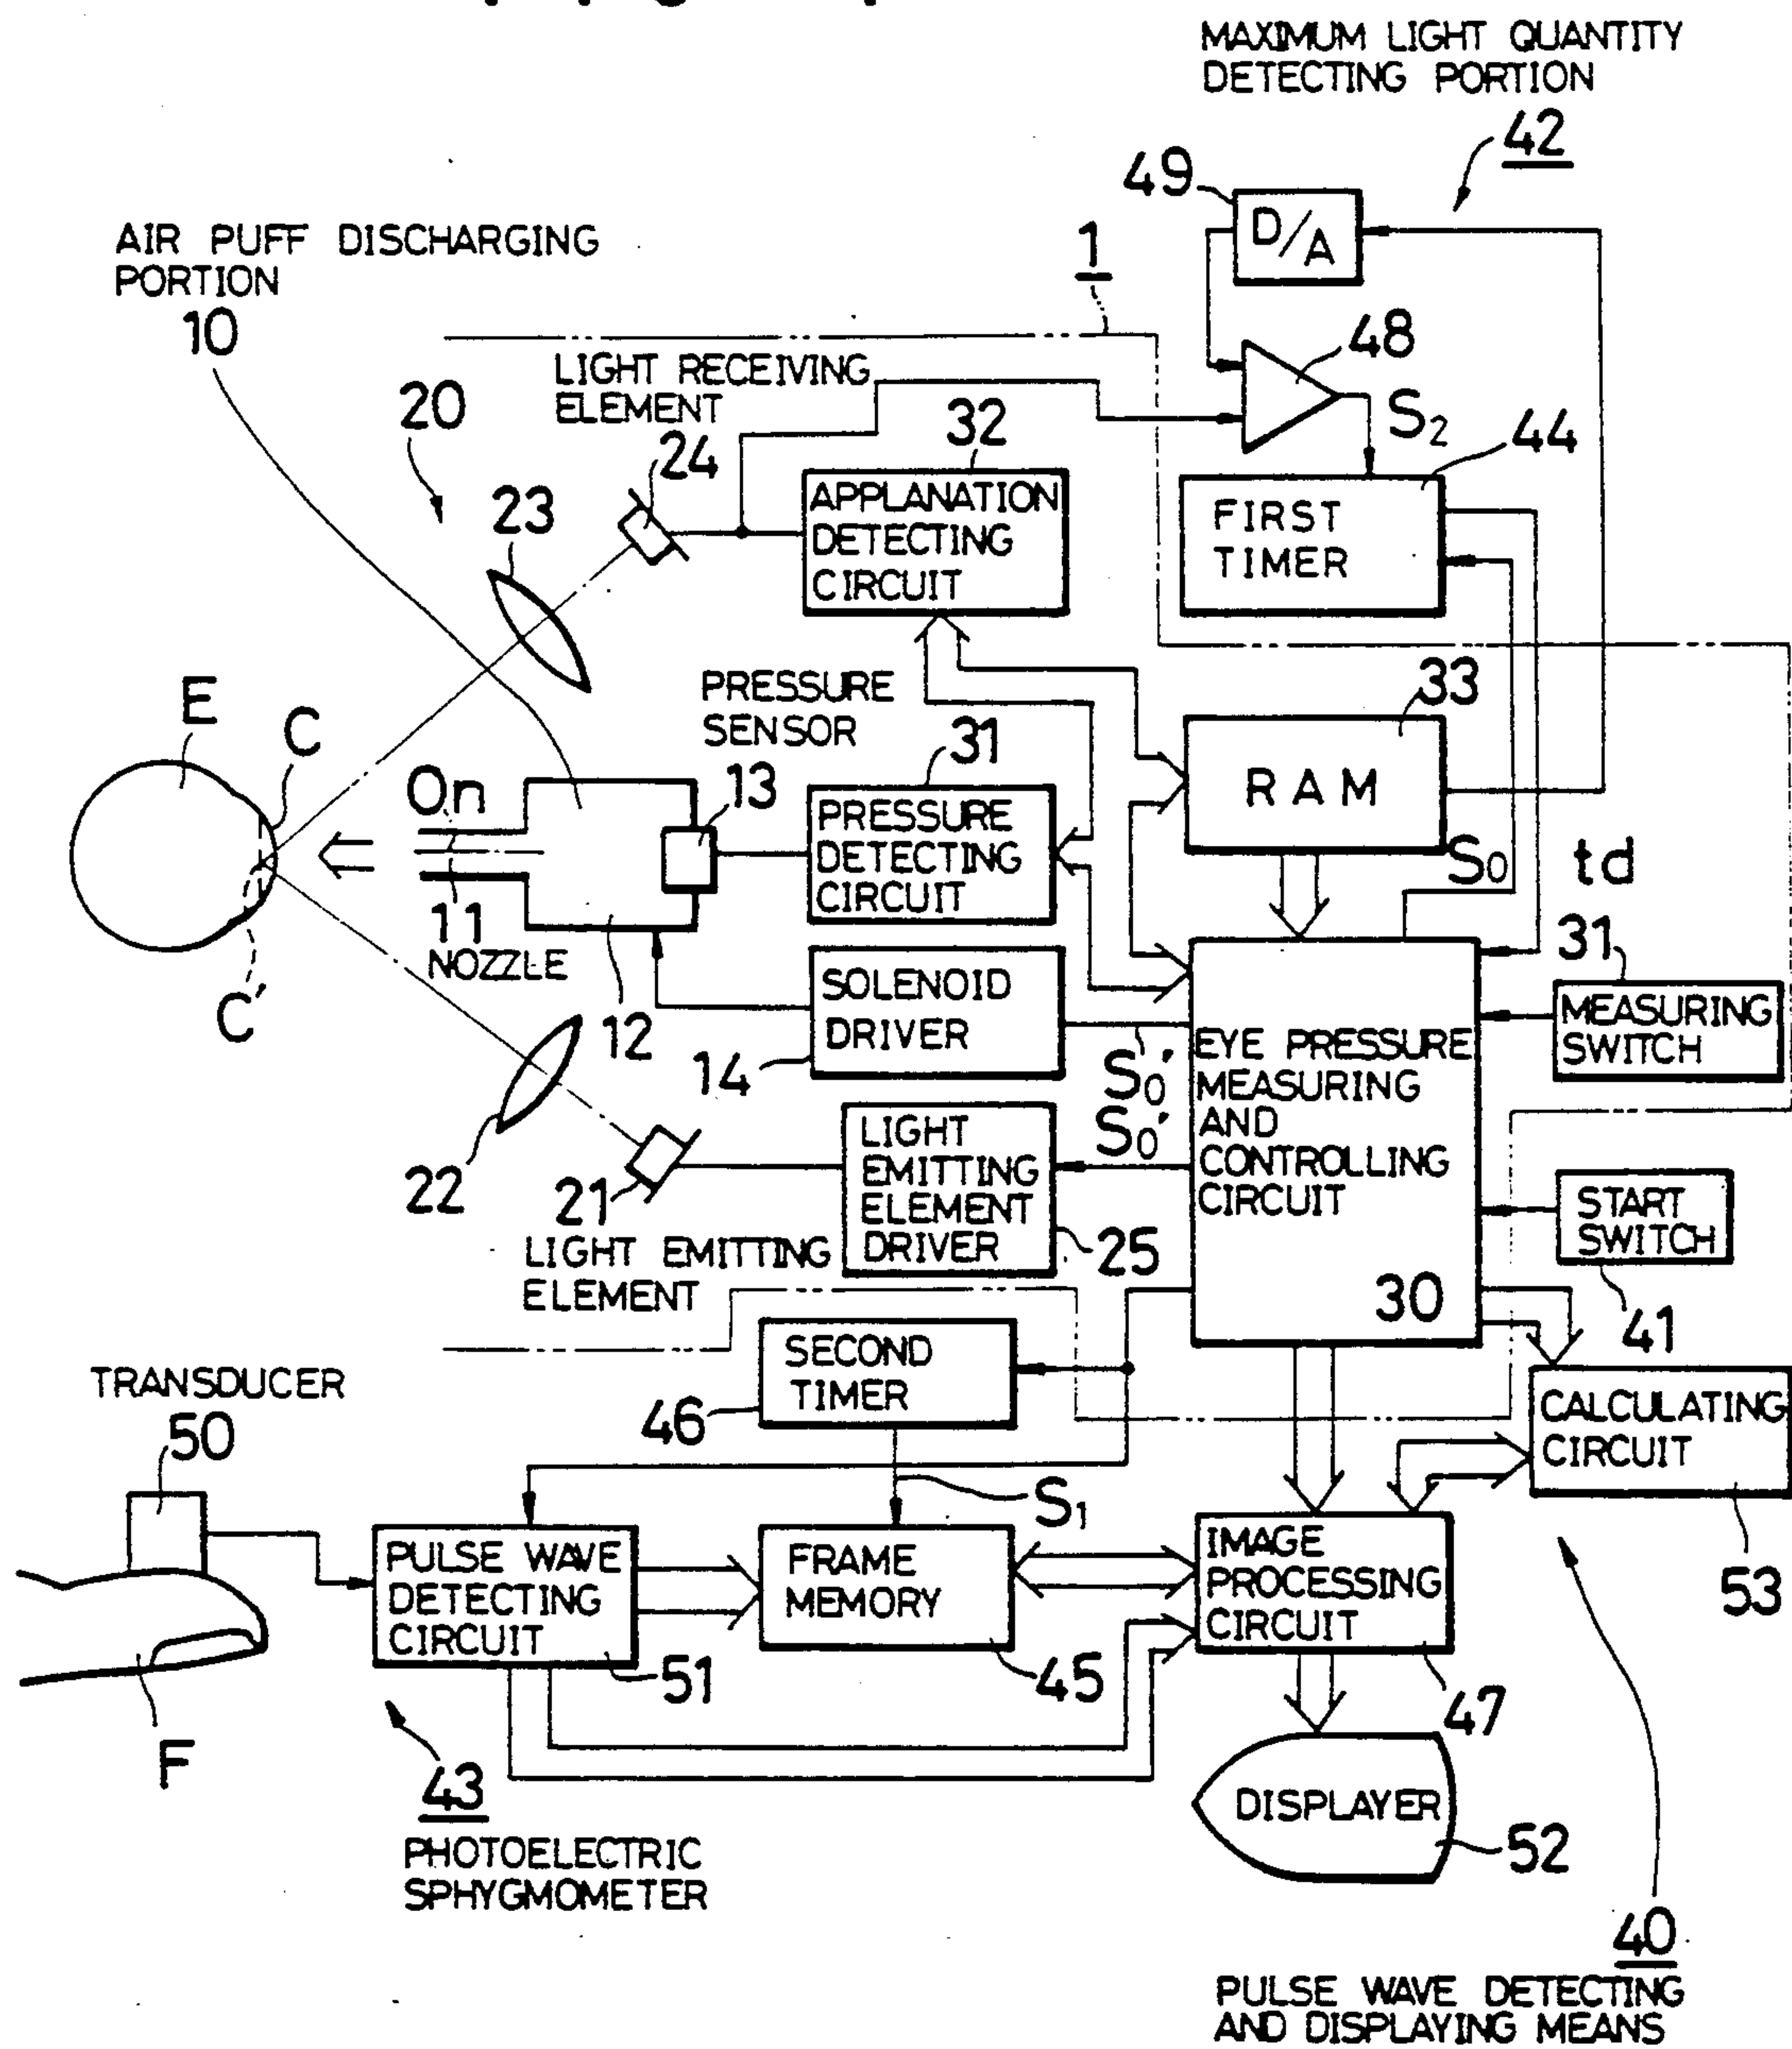 MAXIMUM LIGHT QUANTITY
DETECTING PORTION
42
49
D/A
1
AIR PUFF DISCHARGING
PORTION
10
48
LIGHT RECEIVING
ELEMENT
20
S2
44
32
24
23
APPLANATION
DETECTING
CIRCUIT
FIRST
TIMER
PRESSURE
SENSOR
33
E
C
31
RAM
On
13
PRESSURE
DETECTING
CIRCUIT
S0
td
11
NOZZLE
31
C'
12
SOLENOID
DRIVER
MEASURING
SWITCH
14
S0'
EYE PRESSURE
MEASURING
AND
CONTROLLING
CIRCUIT
30
S0'
LIGHT
EMITTING
ELEMENT
DRIVER
22
21
25
START
SWITCH
LIGHT EMITTING
ELEMENT
41
SECOND
TIMER
TRANSDUCER
46
50
CALCULATING
CIRCUIT
S1
PULSE WAVE
DETECTING
CIRCUIT
FRAME
MEMORY
IMAGE
PROCESSING
CIRCUIT
53
51
45
47
F
43
PHOTOELECTRIC
SPHYGMOMETER
DISPLAYER
52
40
PULSE WAVE DETECTING
AND DISPLAYING MEANS